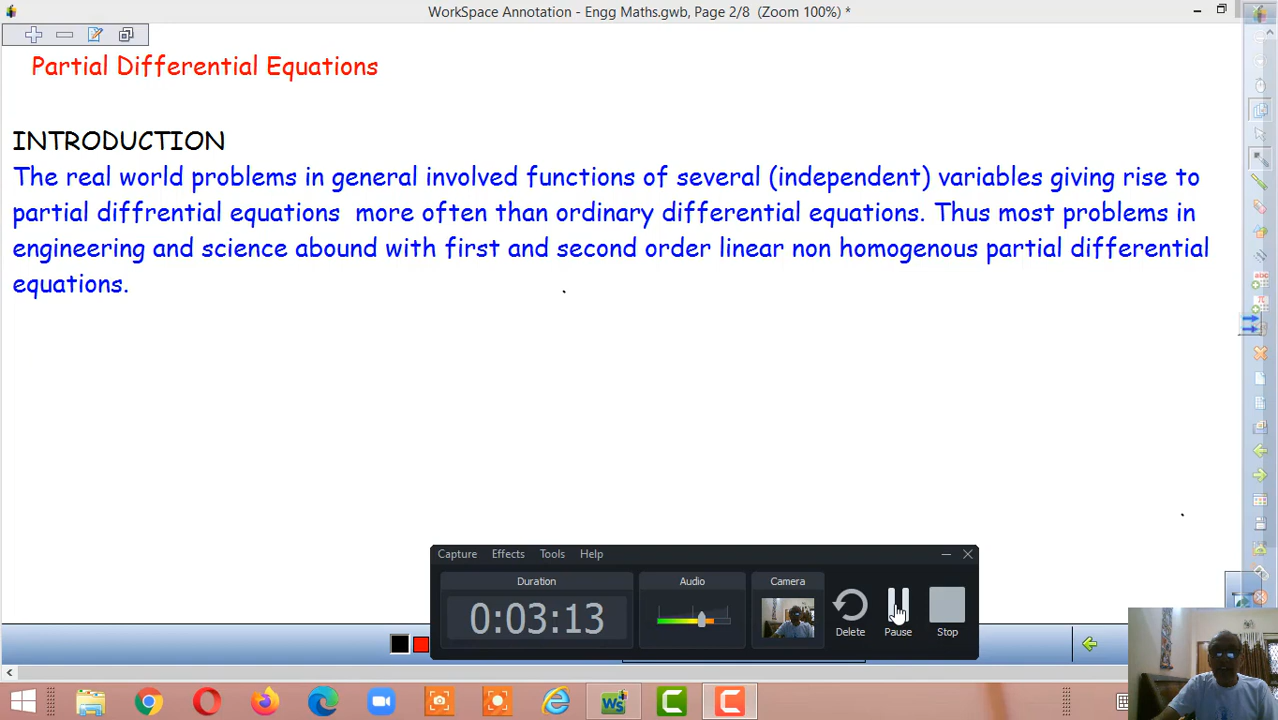 WorkSpace Annotation - Engg Maths.gwb, Page 2/8 (Zoom 100%) *
Partial Differential Equations
INTRODUCTION
The real world problems in general involved functions of several (independent) variables giving rise to
partial diffrential equations more often than ordinary differential equations. Thus most problems in
engineering and science abound with first and second order linear non homogenous partial differential
equations.
Capture Effects Tools Help
Duration Audio Camera
0:03:13
Delete Pause Stop